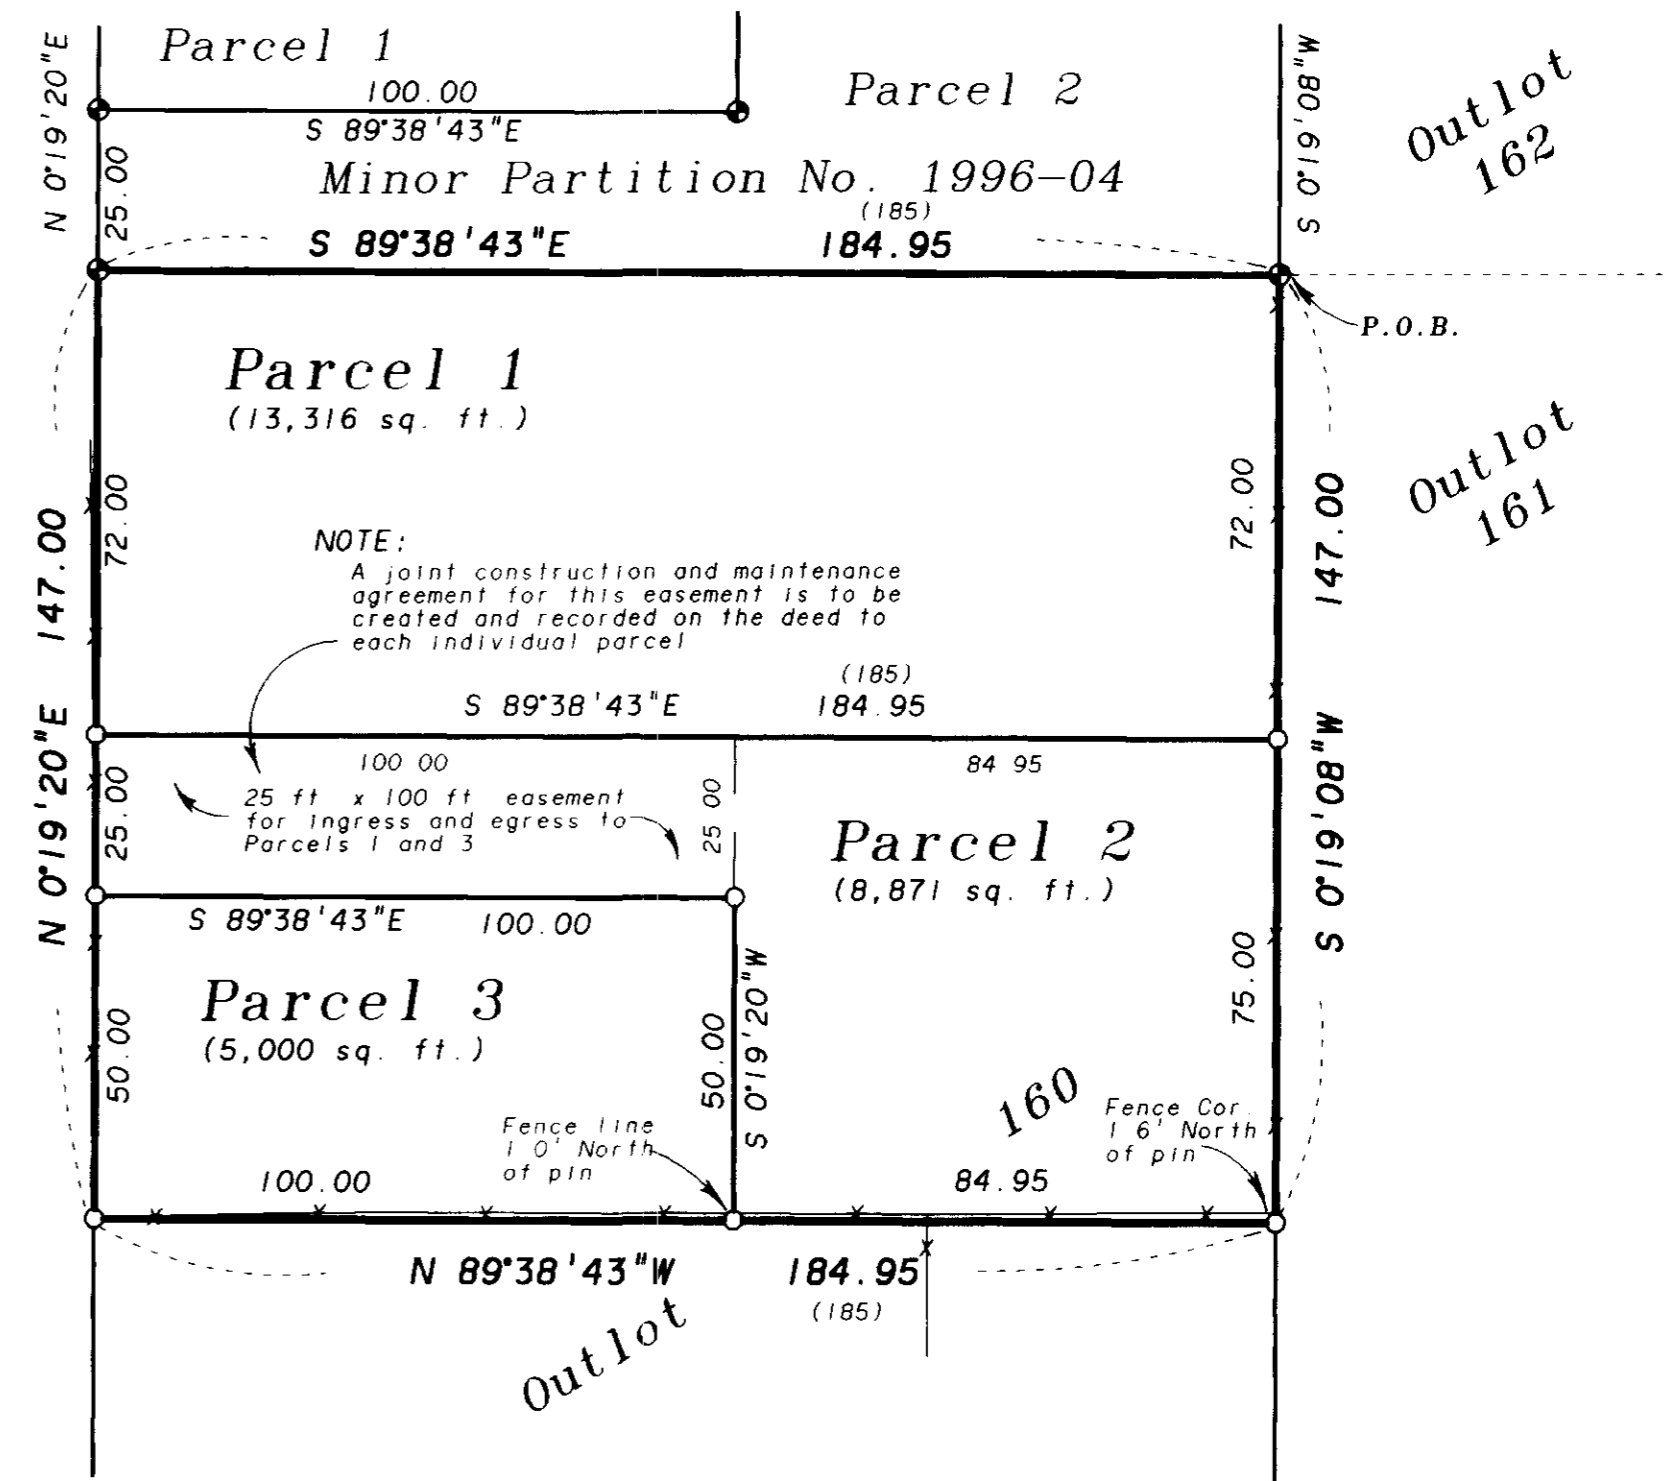 N 0°19'20"E
Parcel 1
100.00
S 89°38'43"E
25.00
Parcel 2
S 0°19'08"W
Outlot
162
Minor Partition No. 1996-04
(185)
S 89°38'43"E 184.95
P.O.B.
Parcel 1
(13,316 sq. ft.)
Outlot
161
72.00
72.00
N 0°19'20"E 147.00
147.00
S 0°19'08"W
NOTE:
A joint construction and maintenance
agreement for this easement is to be
created and recorded on the deed to
each individual parcel
(185)
S 89°38'43"E 184.95
100 00
84 95
25.00
25 ft x 100 ft easement
for ingress and egress to
Parcels 1 and 3
25 00
Parcel 2
(8,871 sq. ft.)
S 89°38'43"E 100.00
Parcel 3
(5,000 sq. ft.)
50.00
50.00
S 0°19'20"W
75.00
160
Fence line
1 0' North
of pin
Fence Cor.
1 6' North
of pin
100.00
84.95
N 89°38'43"W 184.95
(185)
Outlot